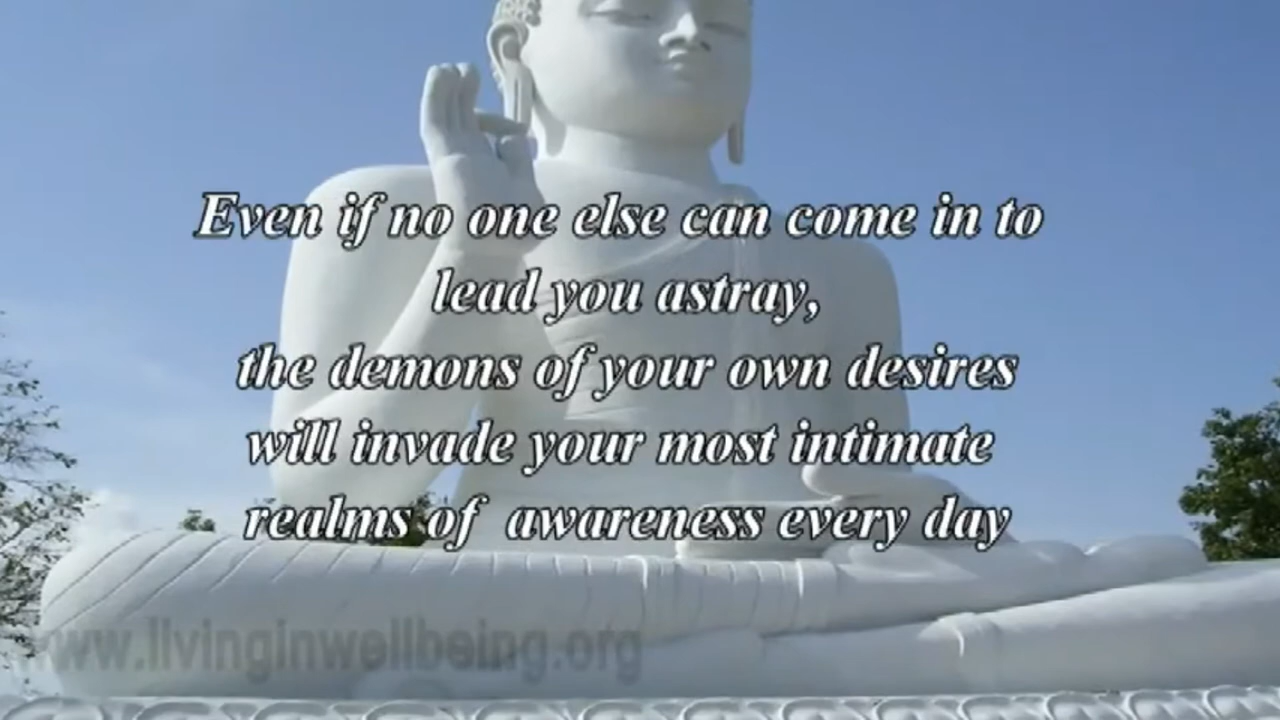 Even if no one else can come in to
lead you astray,
the demons of your own desires
will invade your most intimate
realms of awareness every day
www.livinginwellbeing.org